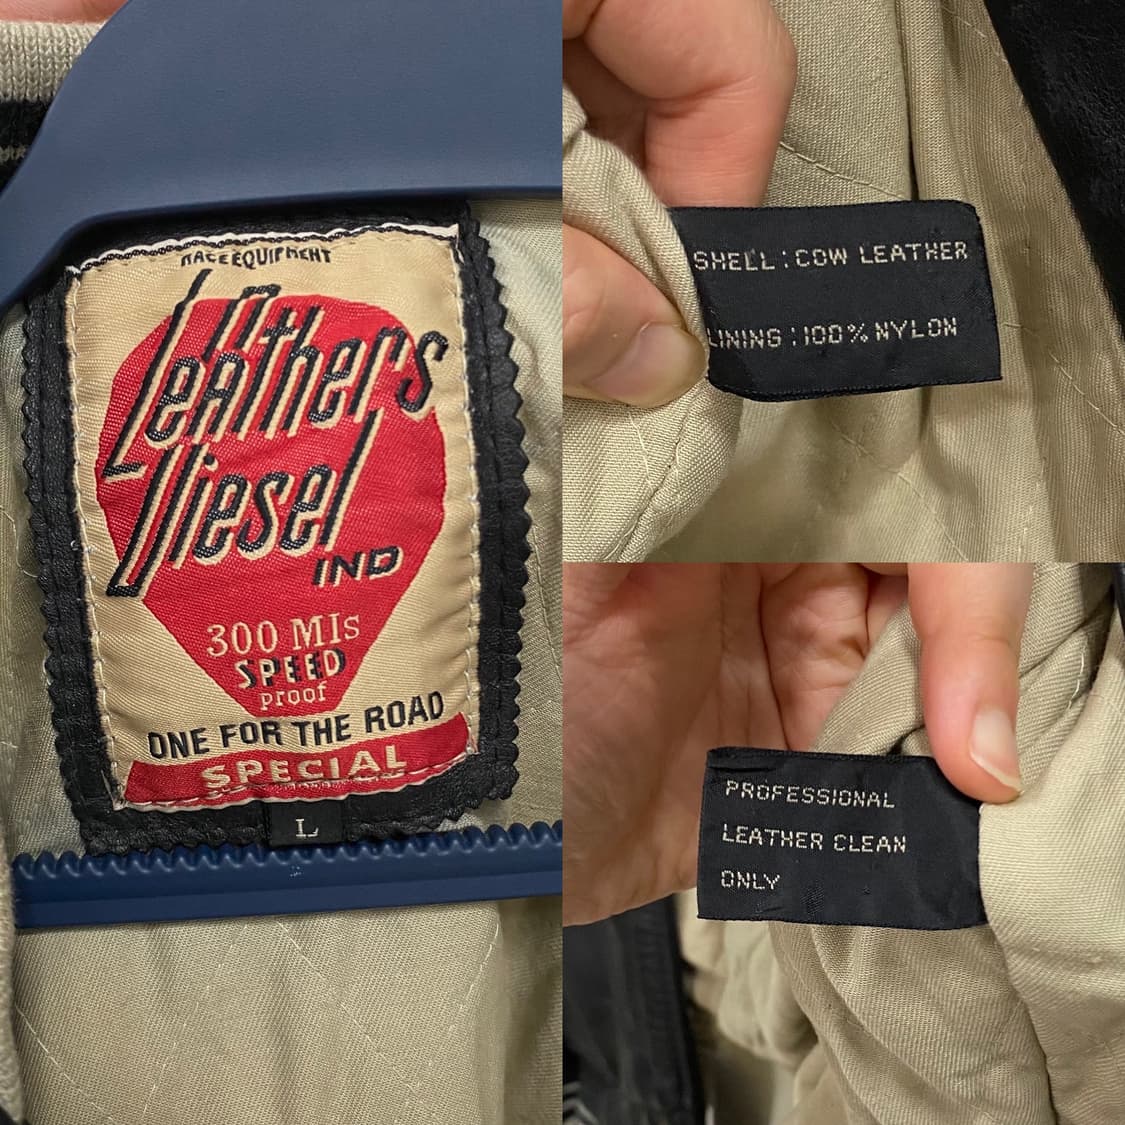 RACE EQUIPMENT
Leathers
Diesel
IND
300 MIs
SPEED
proof
ONE FOR THE ROAD
SPECIAL
L
SHELL : COW LEATHER
LINING : 100% NYLON
PROFESSIONAL
LEATHER CLEAN
ONLY